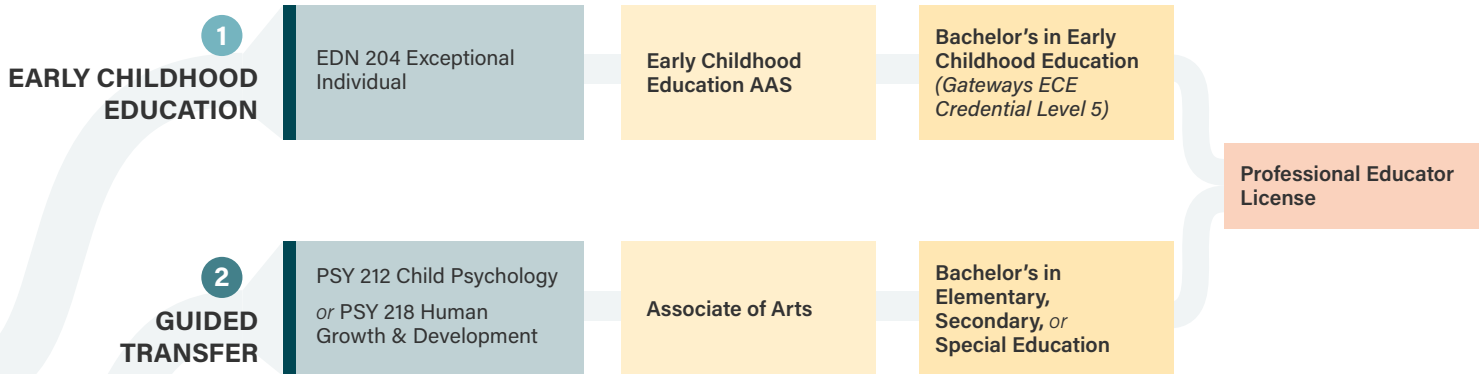 1
EARLY CHILDHOOD
EDUCATION
EDN 204 Exceptional
Individual
Early Childhood
Education AAS
Bachelor’s in Early
Childhood Education
(Gateways ECE
Credential Level 5)
Professional Educator
License
2
GUIDED
TRANSFER
PSY 212 Child Psychology
or PSY 218 Human
Growth & Development
Associate of Arts
Bachelor’s in
Elementary,
Secondary, or
Special Education